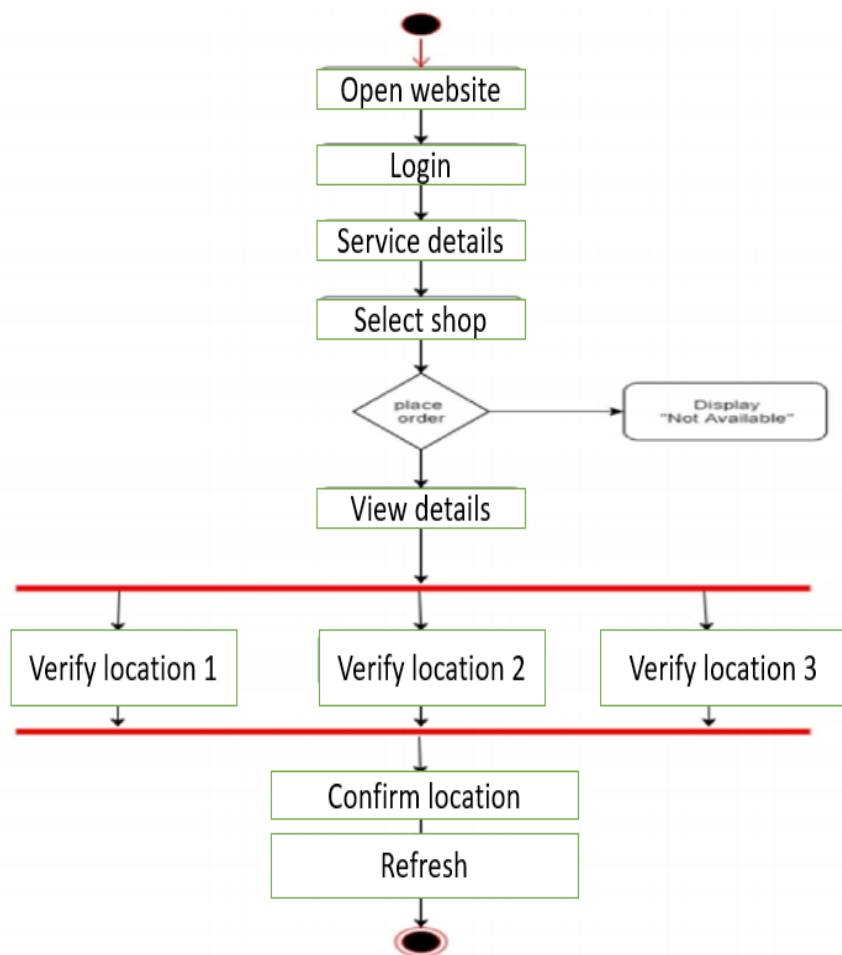 Open website
Login
Service details
Select shop
place
order
Display
"Not Available"
View details
Verify location 1
Verify location 2
Verify location 3
Confirm location
Refresh